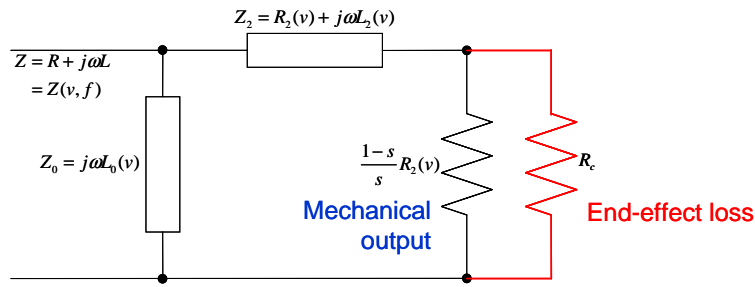 Z₂ = R₂(v) + jωL₂(v)
Z = R + jωL
= Z(v, f)
Z₀ = jωL₀(v)
(1−s)/s R₂(v)
R_c
Mechanical
output
End-effect loss